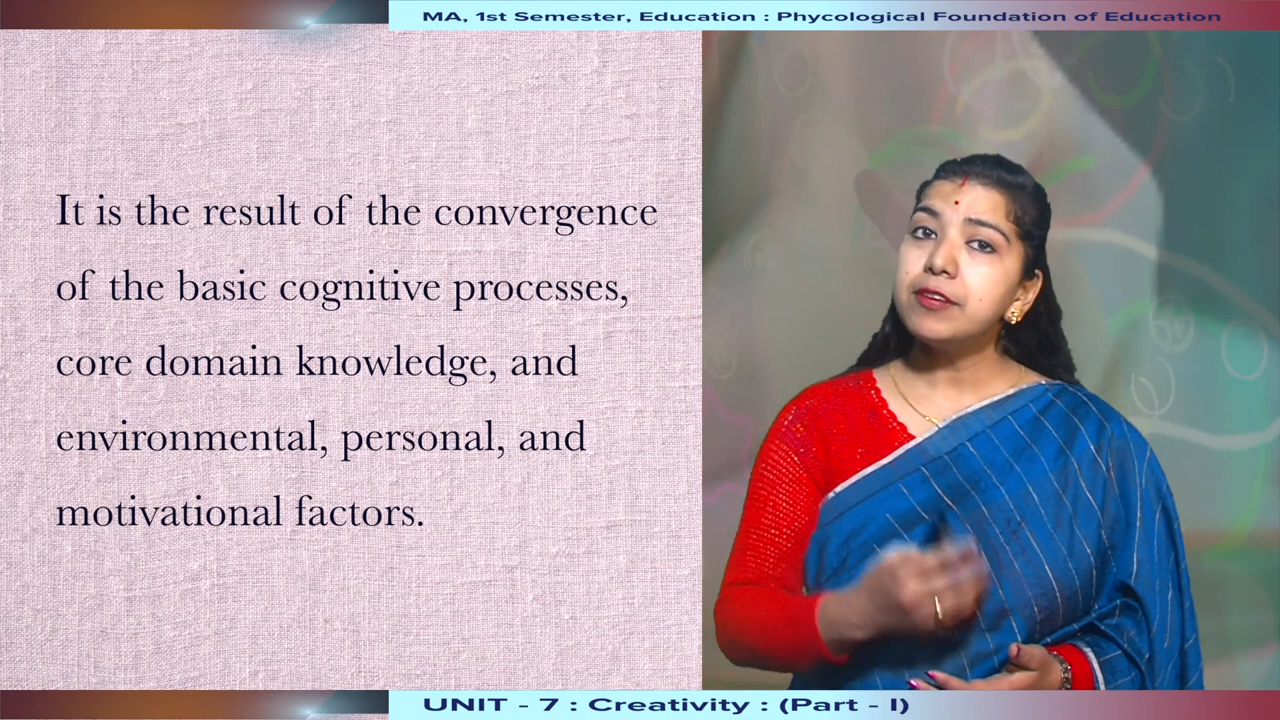 MA, 1st Semester, Education : Phycological Foundation of Education
It is the result of the convergence
of the basic cognitive processes,
core domain knowledge, and
environmental, personal, and
motivational factors.
UNIT - 7 : Creativity : (Part - I)